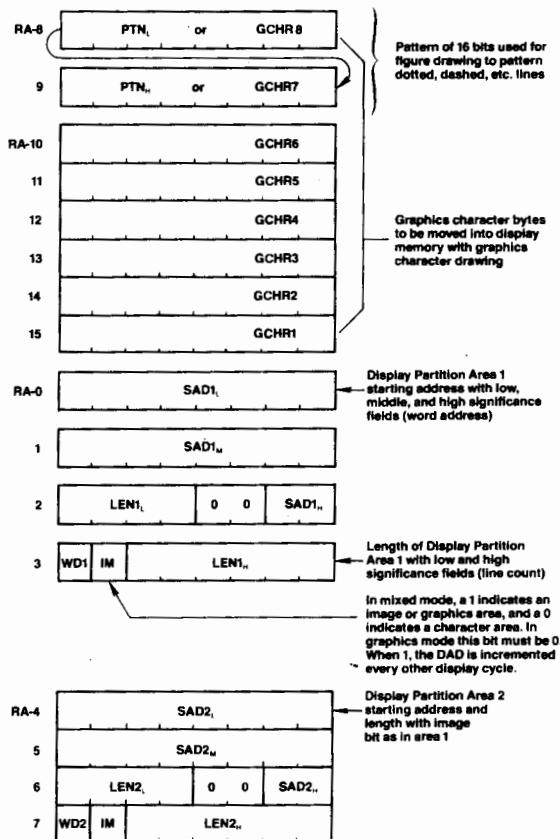 RA-8 PTNL or GCHR8
9 PTNH or GCHR7
Pattern of 16 bits used for
figure drawing to pattern
dotted, dashed, etc. lines
RA-10 GCHR6
11 GCHR5
12 GCHR4
13 GCHR3
14 GCHR2
15 GCHR1
Graphics character bytes
to be moved into display
memory with graphics
character drawing
RA-0 SAD1L
Display Partition Area 1
starting address with low,
middle, and high significance
fields (word address)
1 SAD1M
2 LEN1L 0 0 SAD1H
3 WD1 IM LEN1H
Length of Display Partition
Area 1 with low and high
significance fields (line count)
In mixed mode, a 1 indicates an
image or graphics area, and a 0
indicates a character area. In
graphics mode this bit must be 0.
When 1, the DAD is incremented
every other display cycle.
RA-4 SAD2L
Display Partition Area 2
starting address and
length with image
bit as in area 1
5 SAD2M
6 LEN2L 0 0 SAD2H
7 WD2 IM LEN2H